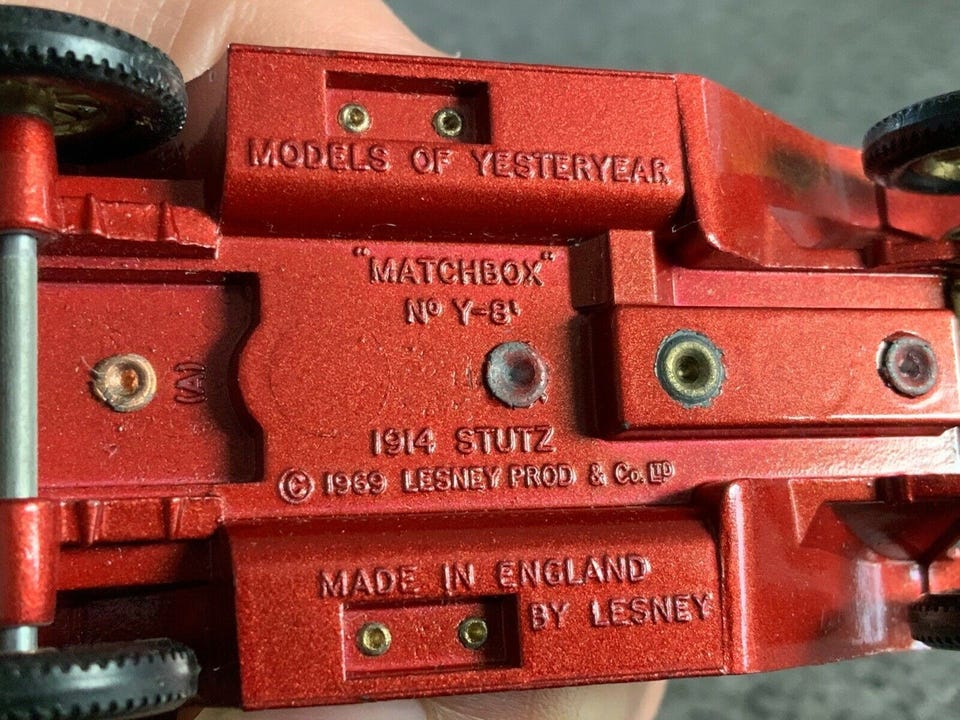 MODELS OF YESTERYEAR
"MATCHBOX"
Nº Y-8
(A)
1914 STUTZ
© 1969 LESNEY PROD & Co. LTD
MADE IN ENGLAND
BY LESNEY